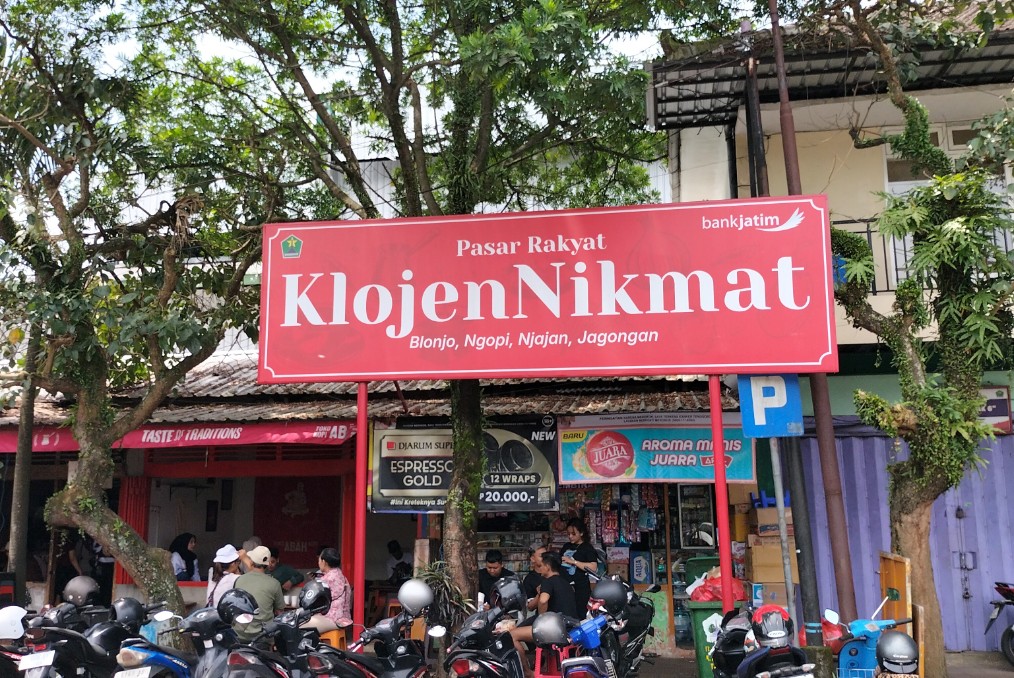 bankjatim
Pasar Rakyat
KlojenNikmat
Blonjo, Ngopi, Njajan, Jagongan
P
TASTE OF TRADITIONS
ABAH
DJARUM SUPER
NEW
ESPRESSO
GOLD
12 WRAPS
20.000,-
BARU
JUARA
AROMA MANIS
JUARA